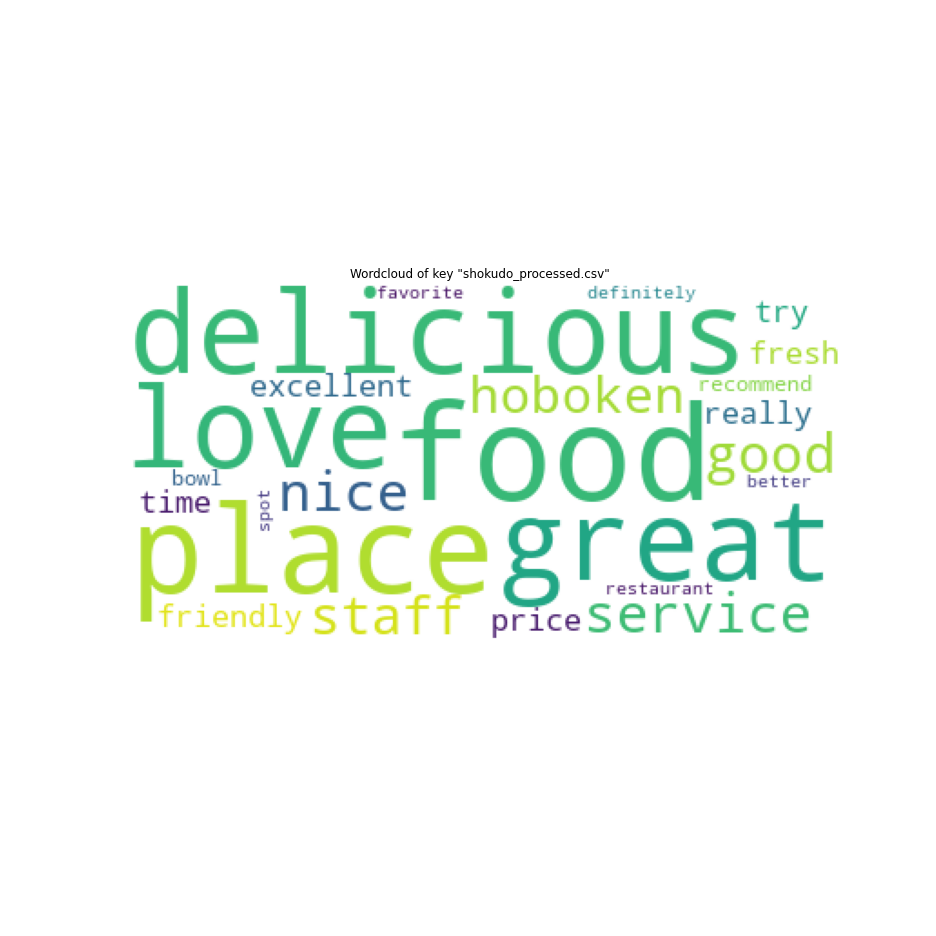 Wordcloud of key "shokudo_processed.csv"
delicious
favorite
definitely
try
fresh
excellent
hoboken
recommend
love
food
really
good
bowl
nice
better
time
spot
place
great
restaurant
friendly
staff
price
service